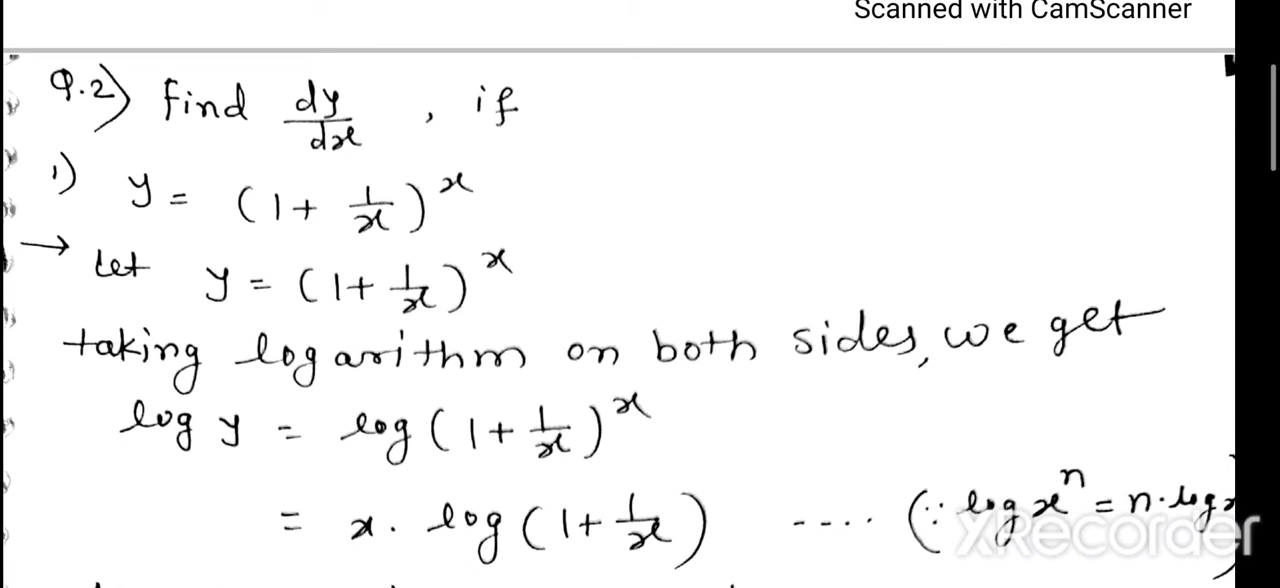 Scanned with CamScanner
Q.2) Find dy/dx , if
1) y = (1 + 1/x)^x
→ Let y = (1 + 1/x)^x
taking logarithm on both sides, we get
log y = log (1 + 1/x)^x
= x. log (1 + 1/x) .... (∵ log x^n = n. log x)
XRecorder